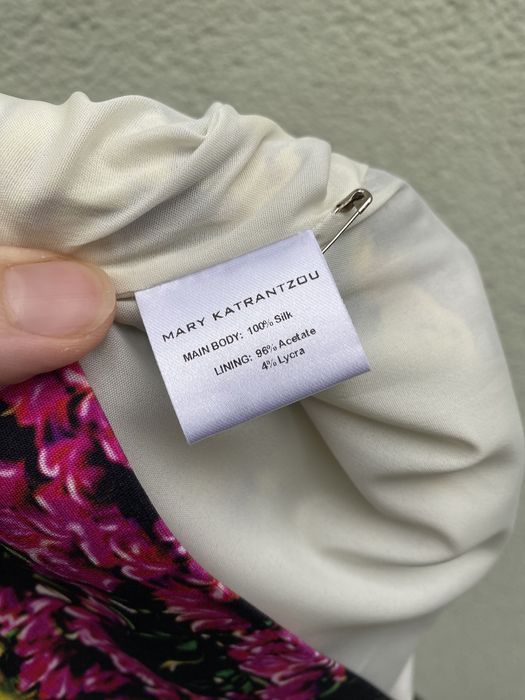 MARY KATRANTZOU
MAIN BODY: 100% Silk
LINING: 96% Acetate
4% Lycra